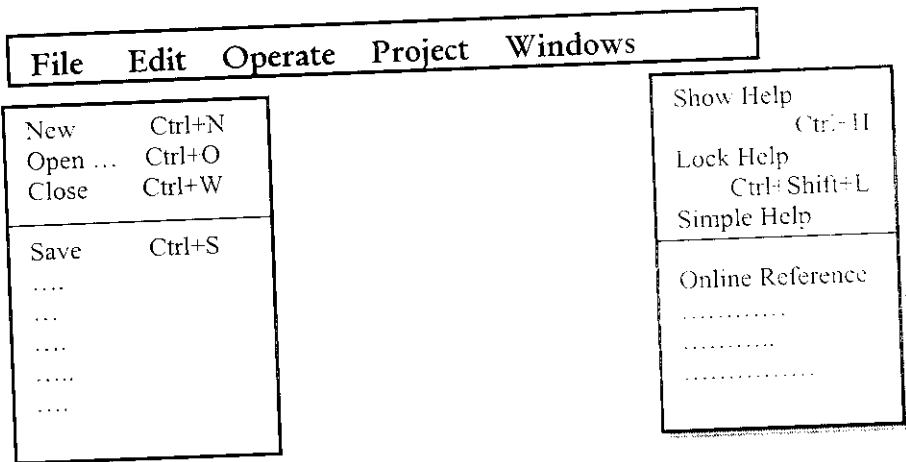 File Edit Operate Project Windows
New Ctrl+N
Open ... Ctrl+O
Close Ctrl+W
Save Ctrl+S
....
...
....
.....
....
Show Help
Ctrl+H
Lock Help
Ctrl+Shift+L
Simple Help
Online Reference
............
...........
...............